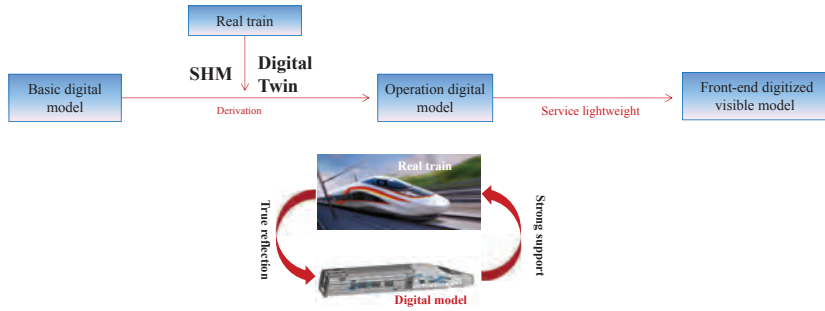 Real train
SHM
Digital
Twin
Basic digital
model
Derivation
Operation digital
model
Service lightweight
Front-end digitized
visible model
Real train
True reflection
Strong support
Digital model